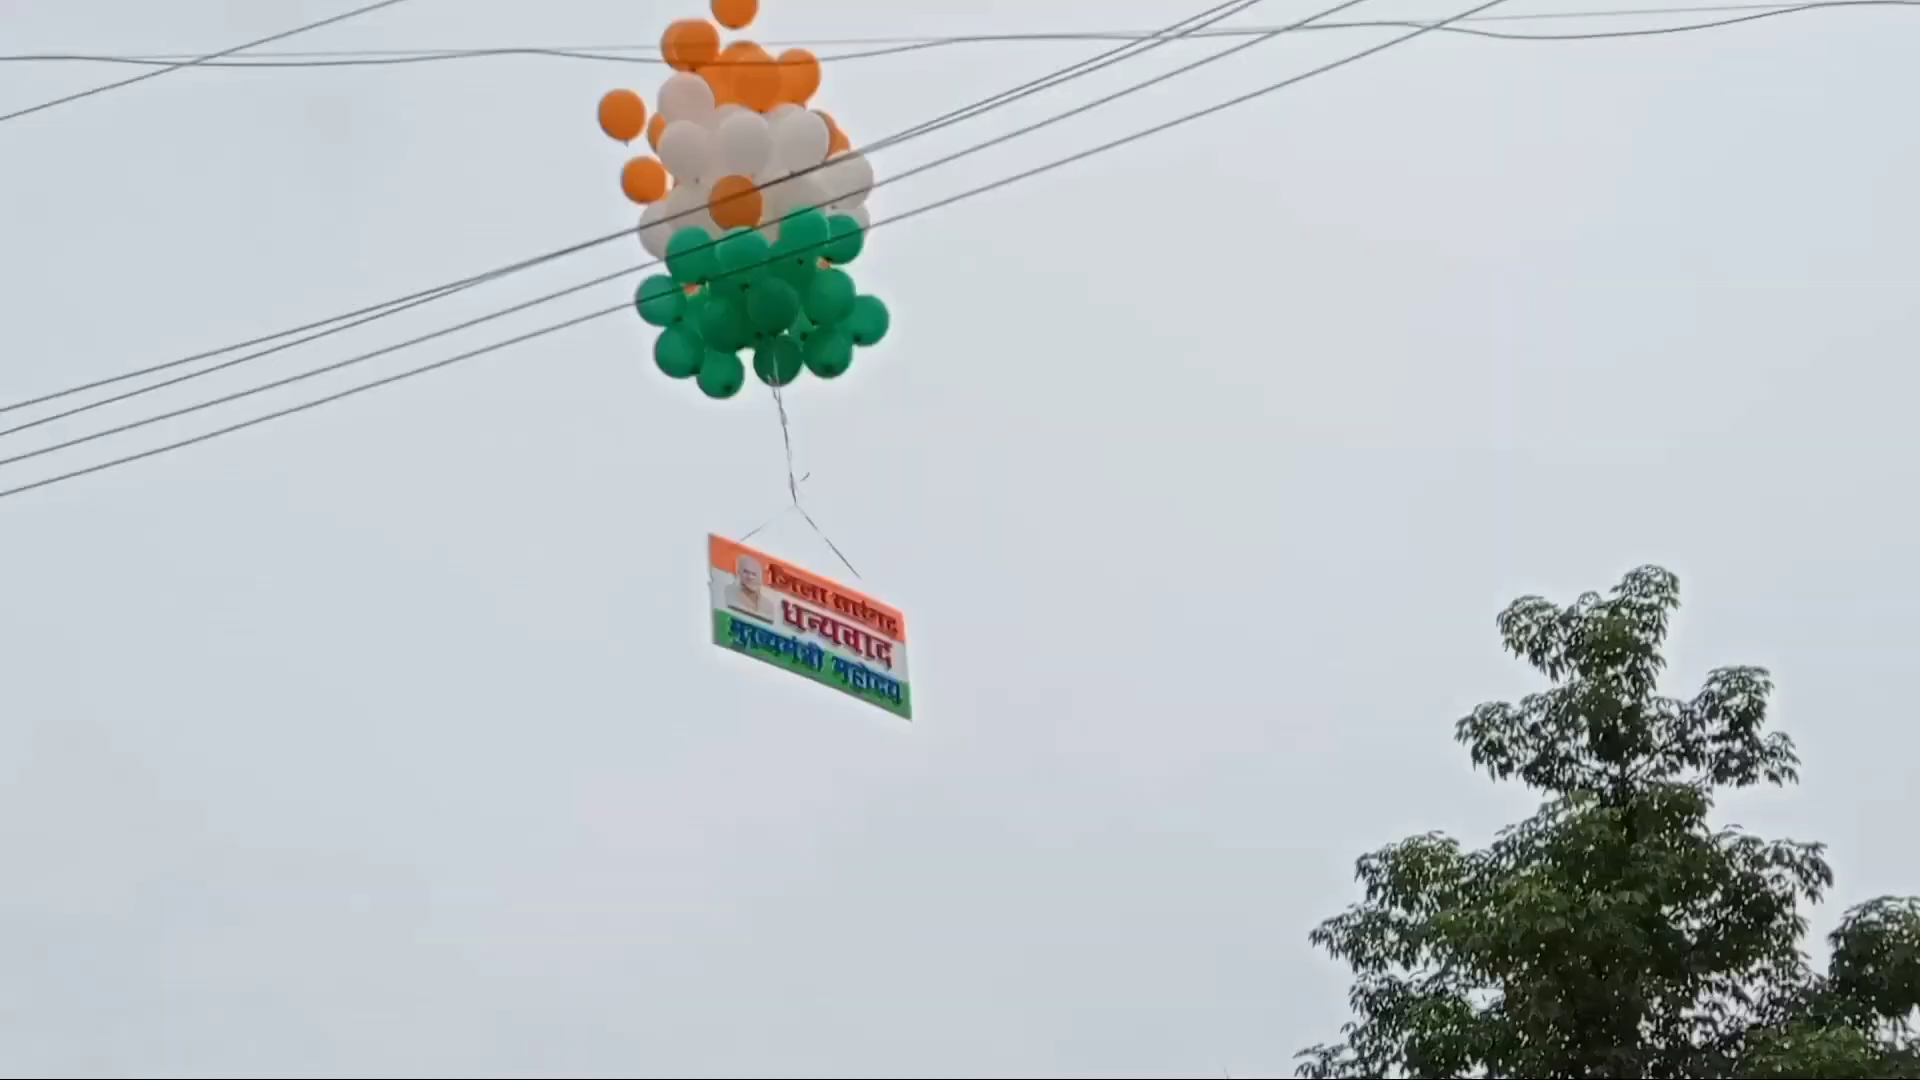 जिला सारंगढ़
धन्यवाद
मुख्यमंत्री महोदय